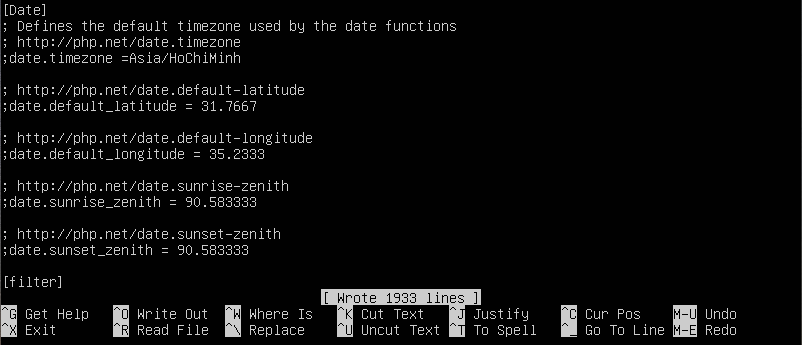 [Date]
; Defines the default timezone used by the date functions
; http://php.net/date.timezone
;date.timezone =Asia/HoChiMinh
; http://php.net/date.default-latitude
;date.default_latitude = 31.7667
; http://php.net/date.default-longitude
;date.default_longitude = 35.2333
; http://php.net/date.sunrise-zenith
;date.sunrise_zenith = 90.583333
; http://php.net/date.sunset-zenith
;date.sunset_zenith = 90.583333
[filter]
[ Wrote 1933 lines ]
^G Get Help ^O Write Out ^W Where Is ^K Cut Text ^J Justify ^C Cur Pos M-U Undo
^X Exit ^R Read File ^\ Replace ^U Uncut Text ^T To Spell ^_ Go To Line M-E Redo